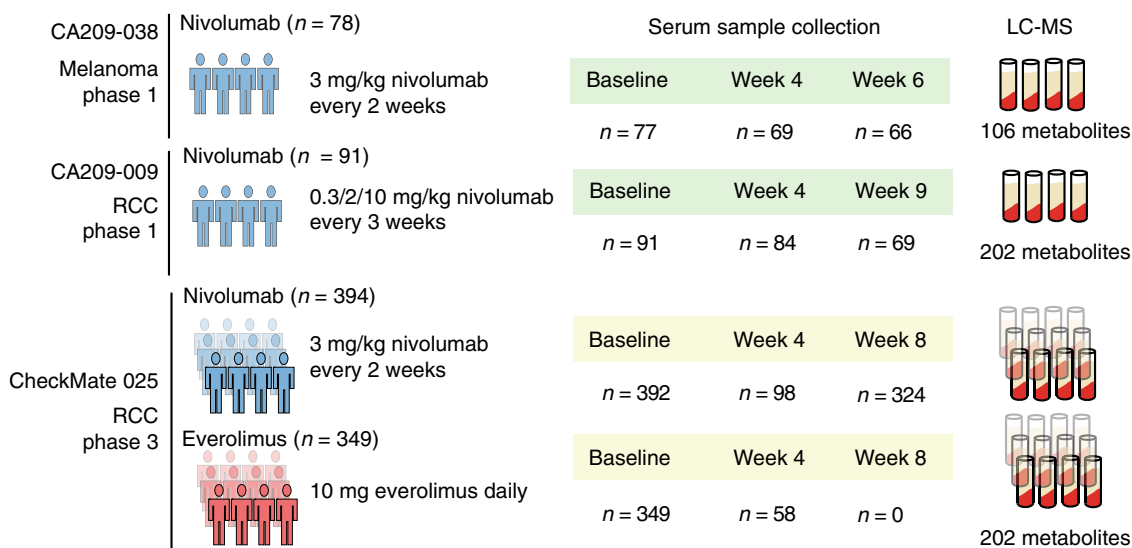 CA209-038
Melanoma
phase 1
Nivolumab (n = 78)
3 mg/kg nivolumab
every 2 weeks
Serum sample collection
LC-MS
Baseline Week 4 Week 6
n = 77 n = 69 n = 66
106 metabolites
CA209-009
RCC
phase 1
Nivolumab (n = 91)
0.3/2/10 mg/kg nivolumab
every 3 weeks
Baseline Week 4 Week 9
n = 91 n = 84 n = 69
202 metabolites
CheckMate 025
RCC
phase 3
Nivolumab (n = 394)
3 mg/kg nivolumab
every 2 weeks
Baseline Week 4 Week 8
n = 392 n = 98 n = 324
Everolimus (n = 349)
10 mg everolimus daily
Baseline Week 4 Week 8
n = 349 n = 58 n = 0
202 metabolites